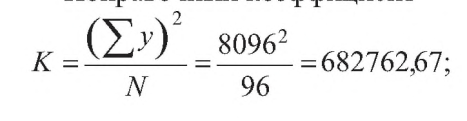 K = (∑y)² / N = 8096² / 96 = 682762,67;